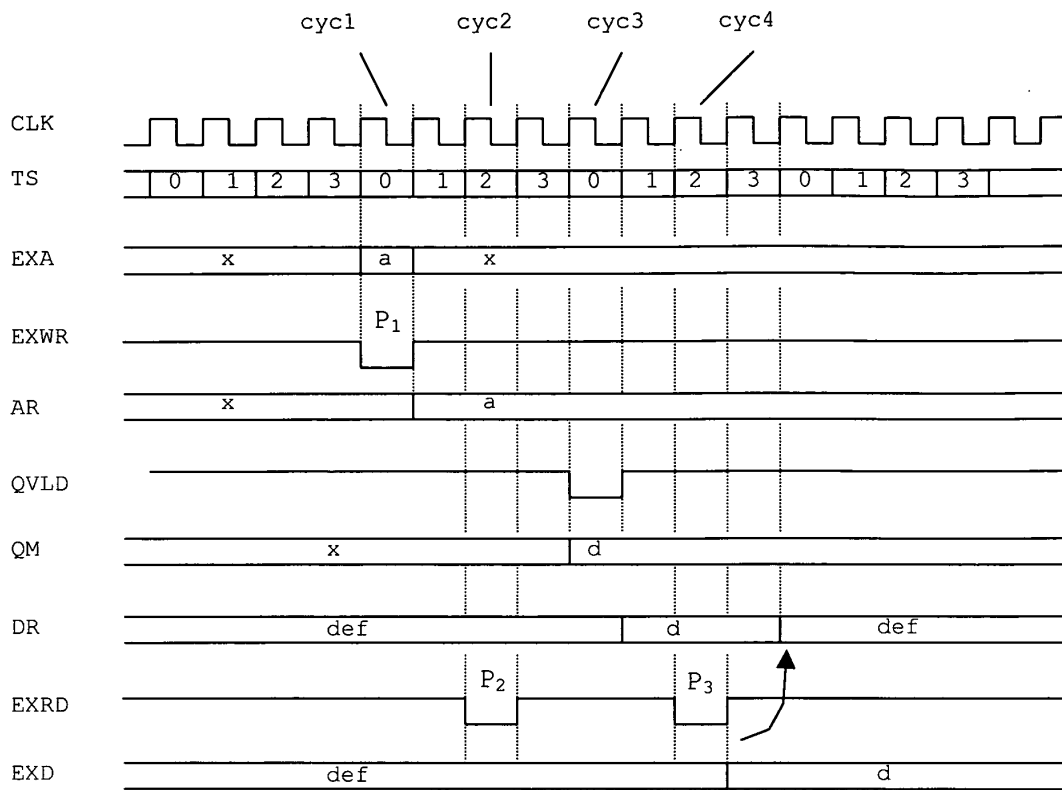 cyc1 cyc2 cyc3 cyc4
CLK
TS 0 1 2 3 0 1 2 3 0 1 2 3 0 1 2 3
EXA x a x
EXWR P1
AR x a
QVLD
QM x d
DR def d def
EXRD P2 P3
EXD def d